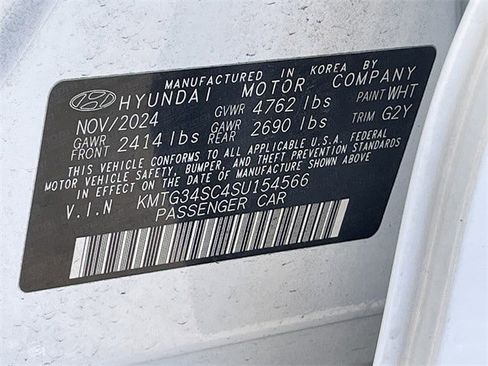 MANUFACTURED IN KOREA BY
HYUNDAI MOTOR COMPANY
NOV/2024 GVWR 4762 lbs PAINT WHT
GAWR FRONT 2414 lbs GAWR REAR 2690 lbs TRIM G2Y
THIS VEHICLE CONFORMS TO ALL APPLICABLE U.S.A. FEDERAL
MOTOR VEHICLE SAFETY, BUMPER, AND THEFT PREVENTION STANDARDS
IN EFFECT ON THE DATE OF MANUFACTURE SHOWN ABOVE.
V.I.N KMTG34SC4SU154566
PASSENGER CAR